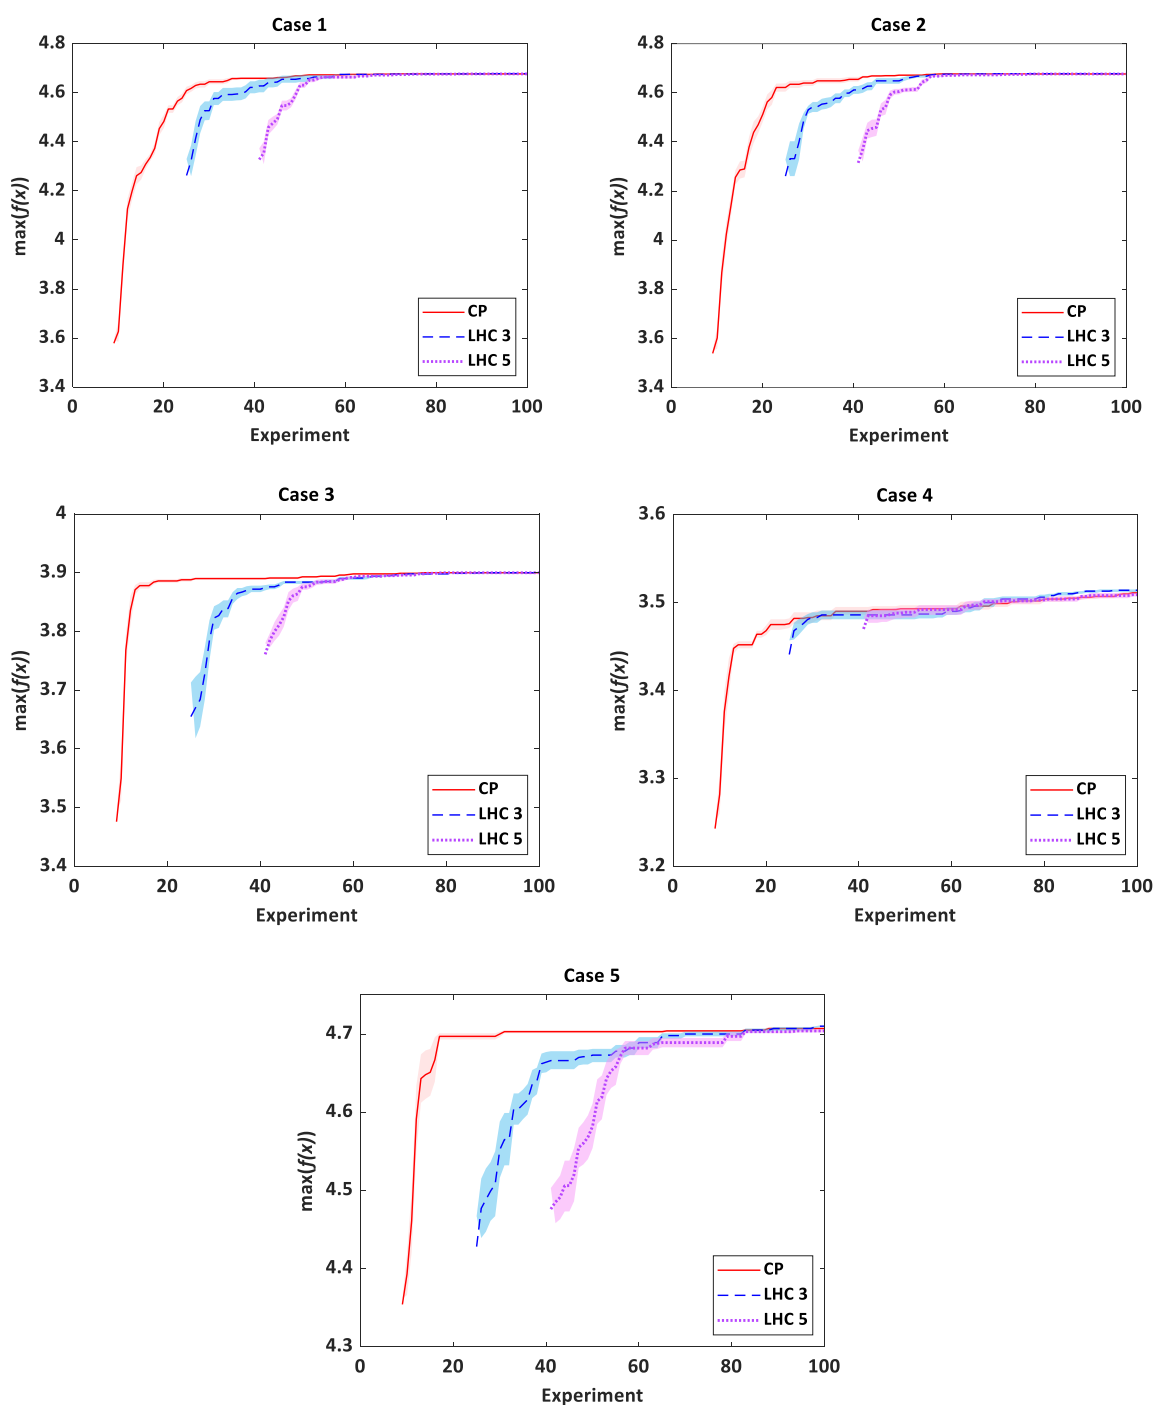 Case 1
4.8
4.6
4.4
4.2
4
3.8
3.6
3.4
max(f(x))
0 20 40 60 80 100
Experiment
CP
LHC 3
LHC 5
Case 2
4.8
4.6
4.4
4.2
4
3.8
3.6
3.4
max(f(x))
0 20 40 60 80 100
Experiment
CP
LHC 3
LHC 5
Case 3
4
3.9
3.8
3.7
3.6
3.5
3.4
max(f(x))
0 20 40 60 80 100
Experiment
CP
LHC 3
LHC 5
Case 4
3.6
3.5
3.4
3.3
3.2
max(f(x))
0 20 40 60 80 100
Experiment
CP
LHC 3
LHC 5
Case 5
4.7
4.6
4.5
4.4
4.3
max(f(x))
0 20 40 60 80 100
Experiment
CP
LHC 3
LHC 5